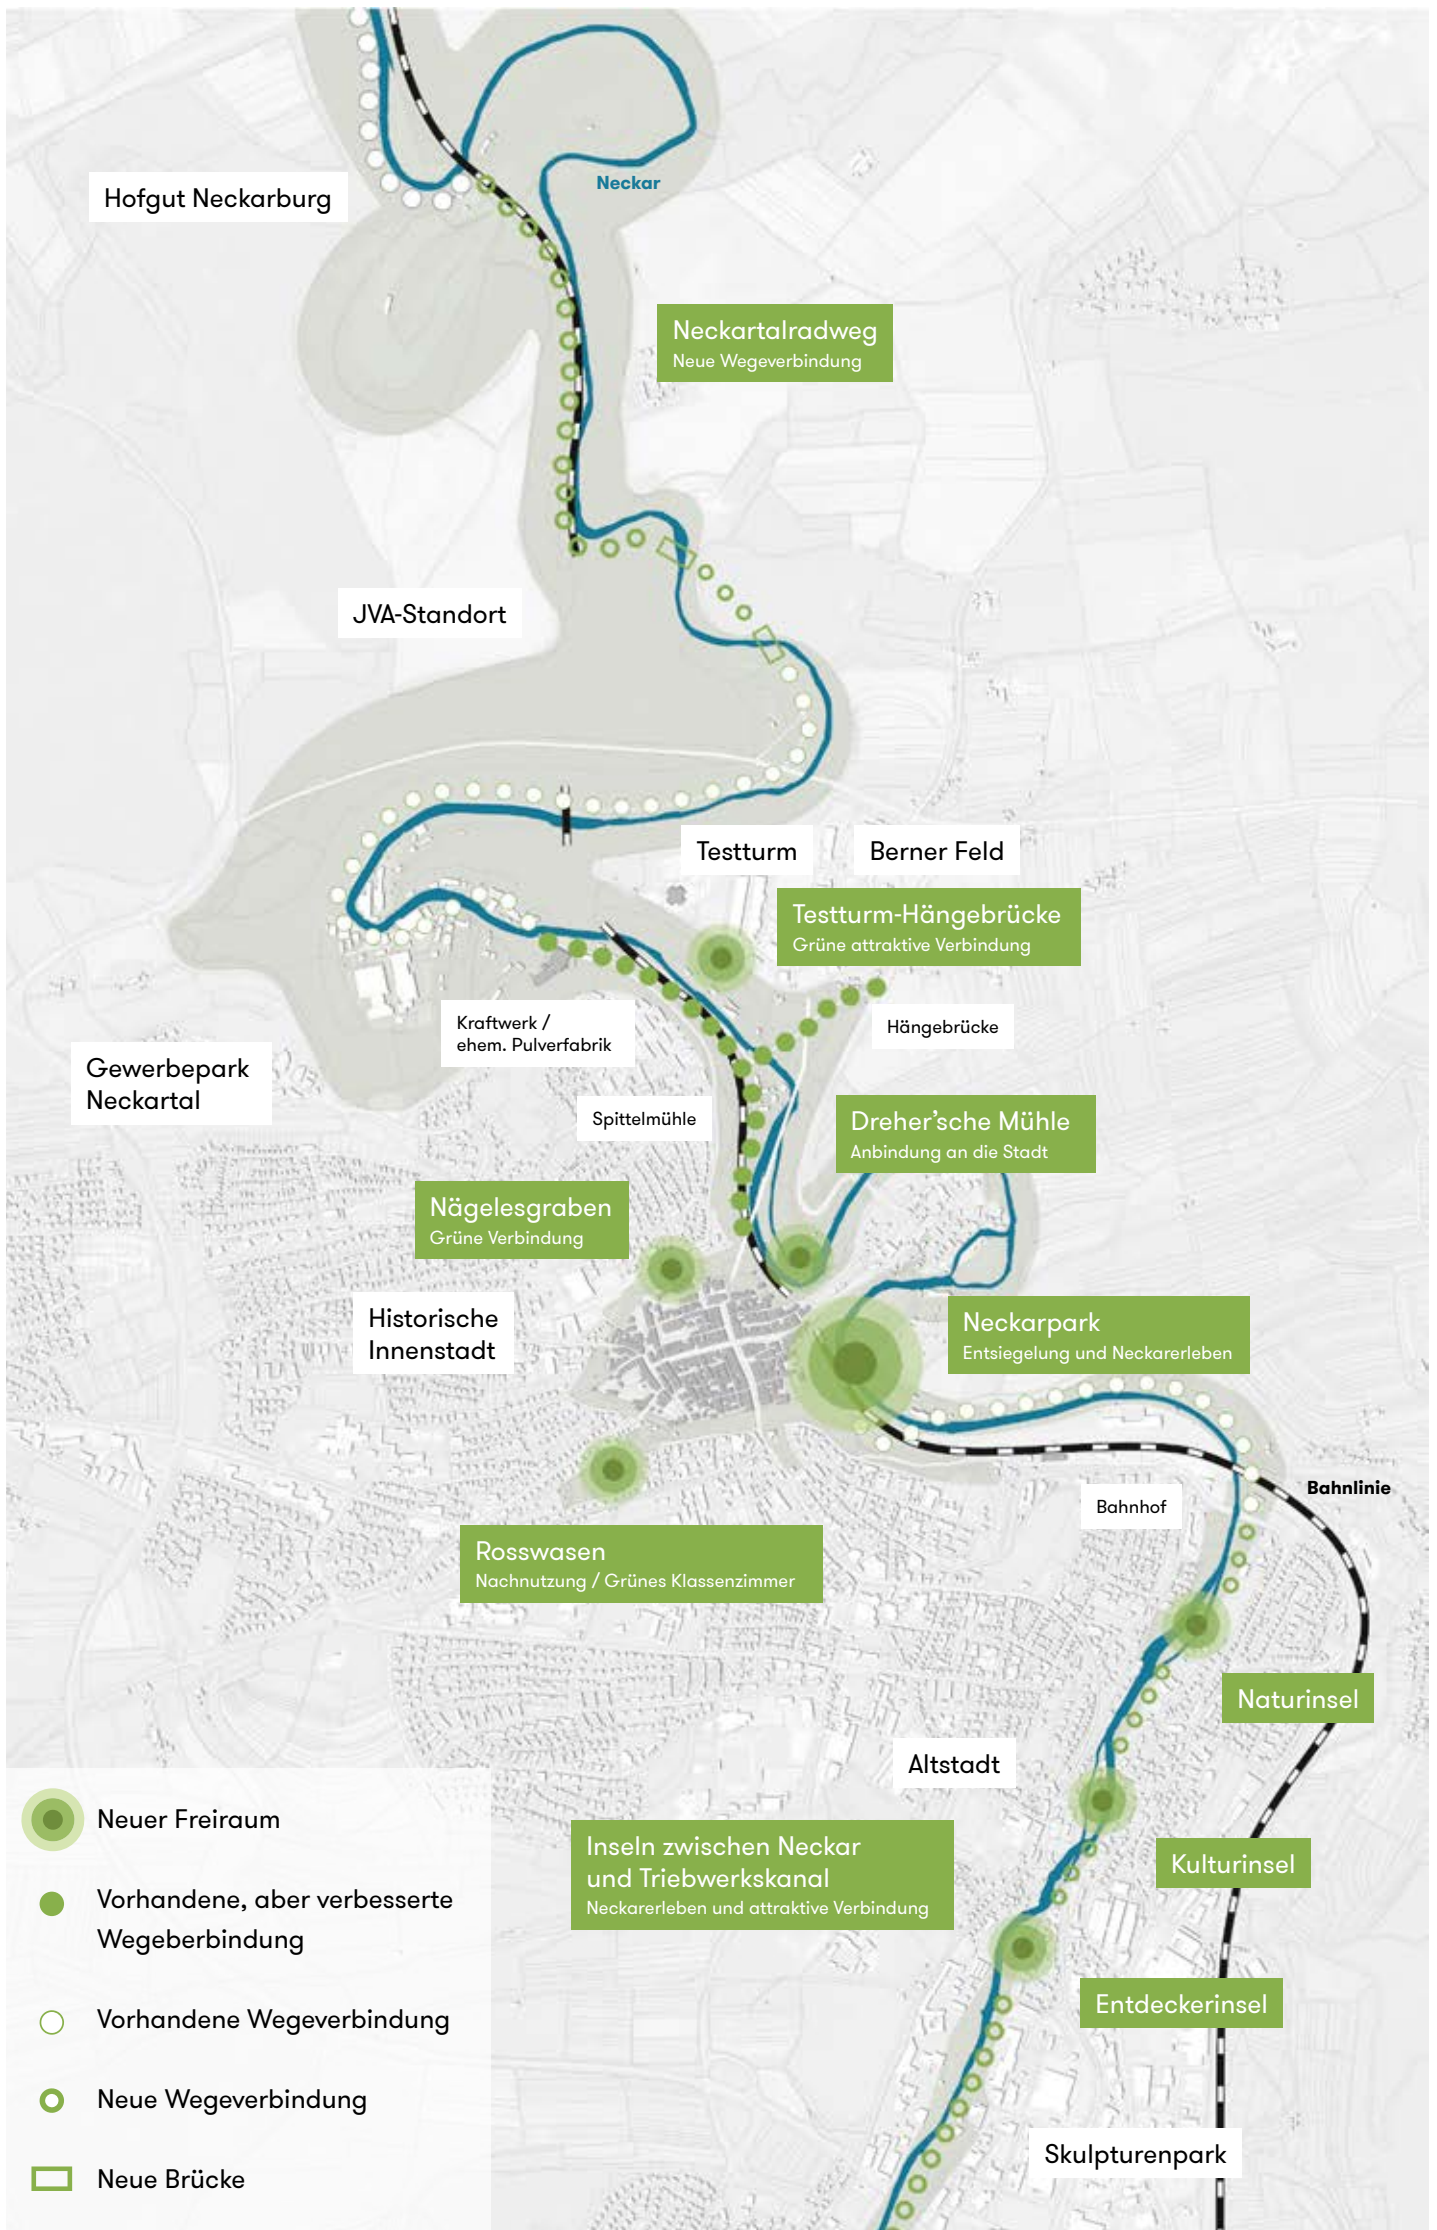 Neckar
Hofgut Neckarburg
Neckartalradweg
Neue Wegeverbindung
JVA-Standort
Testturm
Berner Feld
Testturm-Hängebrücke
Grüne attraktive Verbindung
Kraftwerk /
ehem. Pulverfabrik
Hängebrücke
Gewerbepark
Neckartal
Spittelmühle
Dreher'sche Mühle
Anbindung an die Stadt
Nägelesgraben
Grüne Verbindung
Historische
Innenstadt
Neckarpark
Entsiegelung und Neckarerleben
Bahnlinie
Bahnhof
Rosswasen
Nachnutzung / Grünes Klassenzimmer
Naturinsel
Altstadt
Inseln zwischen Neckar
und Triebwerkskanal
Neckarerleben und attraktive Verbindung
Kulturinsel
Entdeckerinsel
Skulpturenpark
Neuer Freiraum
Vorhandene, aber verbesserte
Wegeberbindung
Vorhandene Wegeverbindung
Neue Wegeverbindung
Neue Brücke